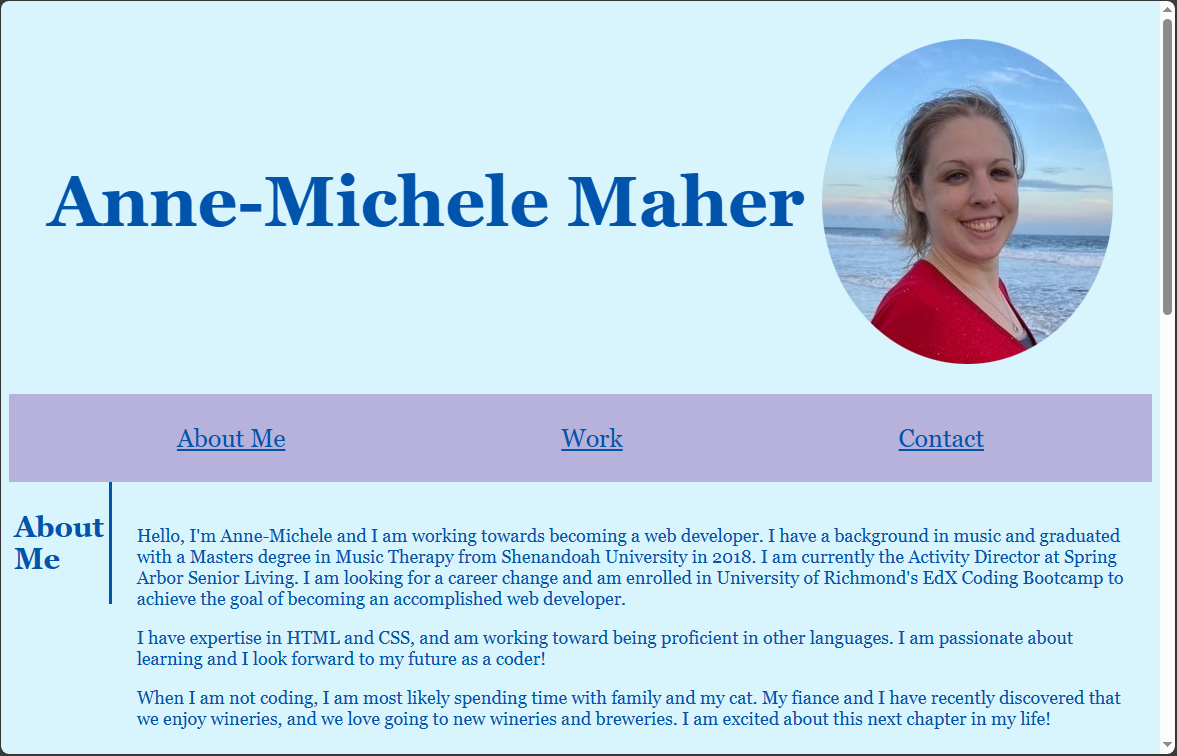 Anne-Michele Maher
About Me
Work
Contact
About
Me
Hello, I'm Anne-Michele and I am working towards becoming a web developer. I have a background in music and graduated
with a Masters degree in Music Therapy from Shenandoah University in 2018. I am currently the Activity Director at Spring
Arbor Senior Living. I am looking for a career change and am enrolled in University of Richmond's EdX Coding Bootcamp to
achieve the goal of becoming an accomplished web developer.
I have expertise in HTML and CSS, and am working toward being proficient in other languages. I am passionate about
learning and I look forward to my future as a coder!
When I am not coding, I am most likely spending time with family and my cat. My fiance and I have recently discovered that
we enjoy wineries, and we love going to new wineries and breweries. I am excited about this next chapter in my life!